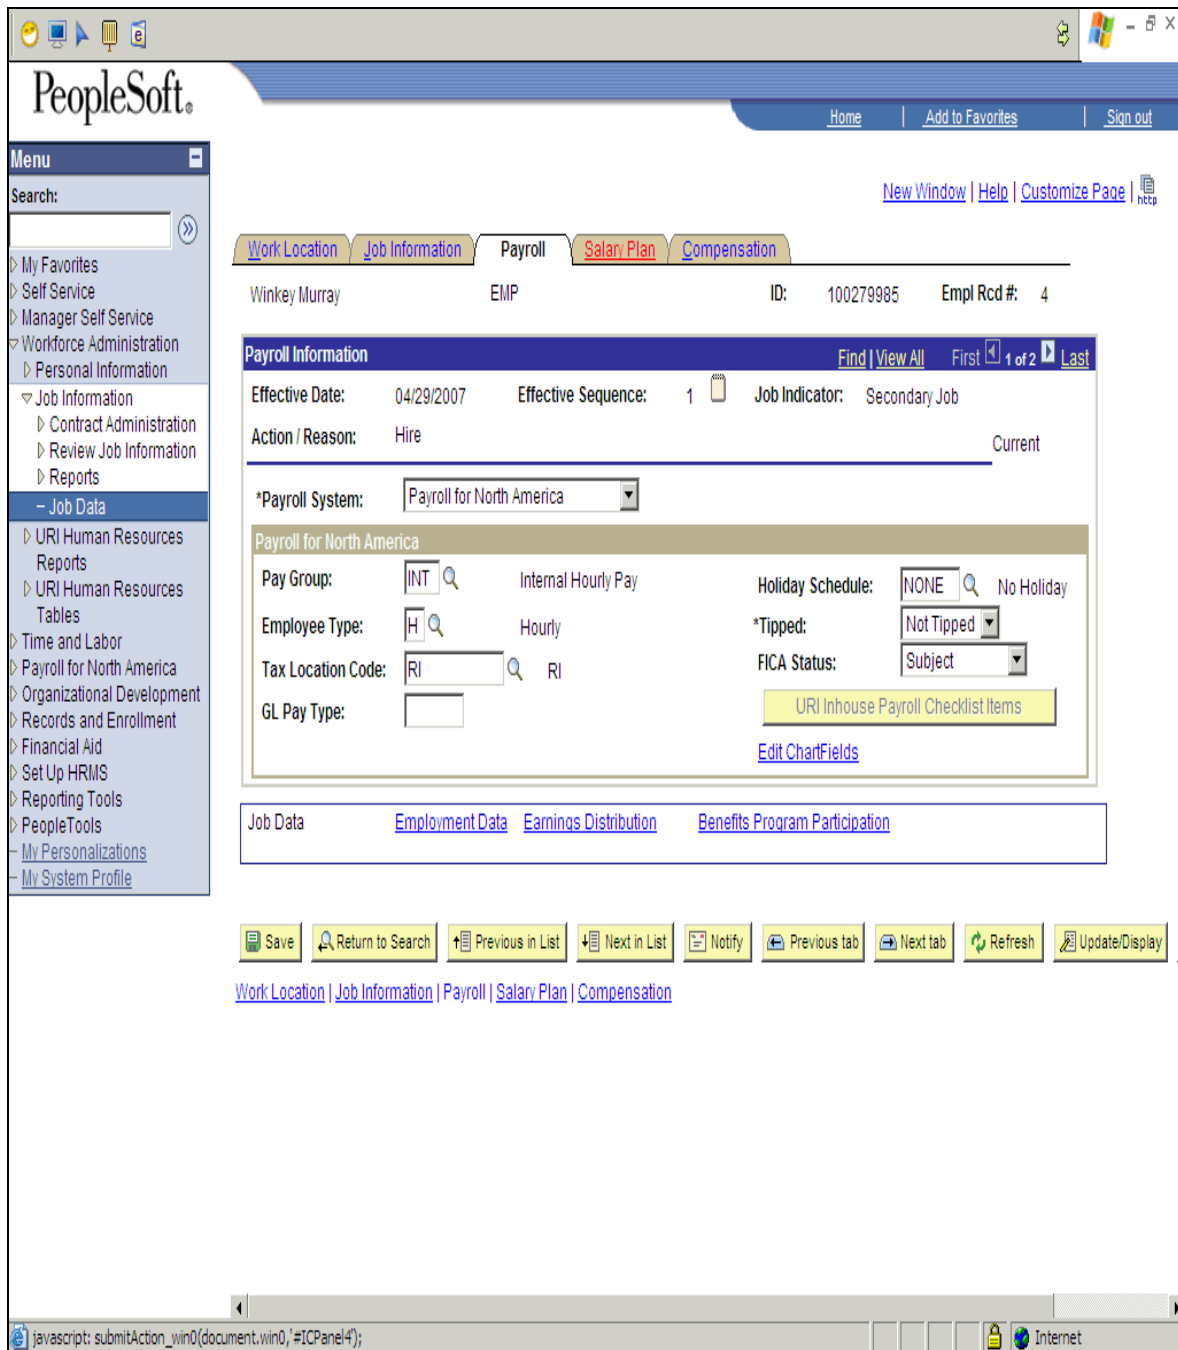 PeopleSoft®
Home | Add to Favorites | Sign out
Menu
Search:
My Favorites
Self Service
Manager Self Service
Workforce Administration
Personal Information
Job Information
Contract Administration
Review Job Information
Reports
– Job Data
URI Human Resources
Reports
URI Human Resources
Tables
Time and Labor
Payroll for North America
Organizational Development
Records and Enrollment
Financial Aid
Set Up HRMS
Reporting Tools
PeopleTools
– My Personalizations
– My System Profile
New Window | Help | Customize Page | http
Work Location Job Information Payroll Salary Plan Compensation
Winkey Murray EMP ID: 100279985 Empl Rcd #: 4
Payroll Information Find | View All First 1 of 2 Last
Effective Date: 04/29/2007 Effective Sequence: 1 Job Indicator: Secondary Job
Action / Reason: Hire
Current
*Payroll System: Payroll for North America
Payroll for North America
Pay Group: INT Internal Hourly Pay Holiday Schedule: NONE No Holiday
Employee Type: H Hourly *Tipped: Not Tipped
Tax Location Code: RI RI FICA Status: Subject
GL Pay Type: URI Inhouse Payroll Checklist Items
Edit ChartFields
Job Data Employment Data Earnings Distribution Benefits Program Participation
Save Return to Search Previous in List Next in List Notify Previous tab Next tab Refresh Update/Display
Work Location | Job Information | Payroll | Salary Plan | Compensation
javascript: submitAction_win0(document.win0,'#ICPanel4'); Internet